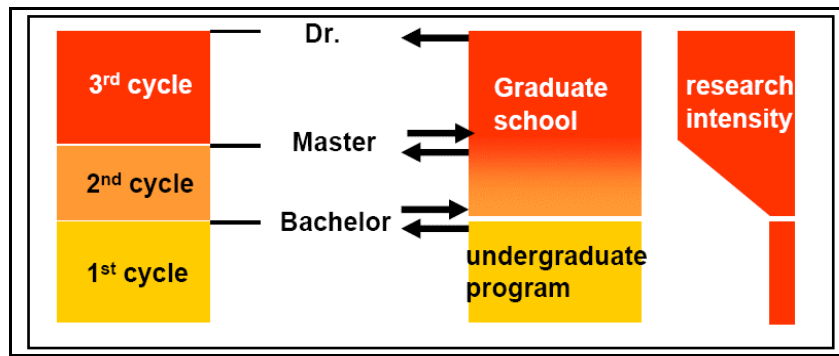 Dr.
3rd cycle
Graduate
school
research
intensity
Master
2nd cycle
Bachelor
1st cycle
undergraduate
program